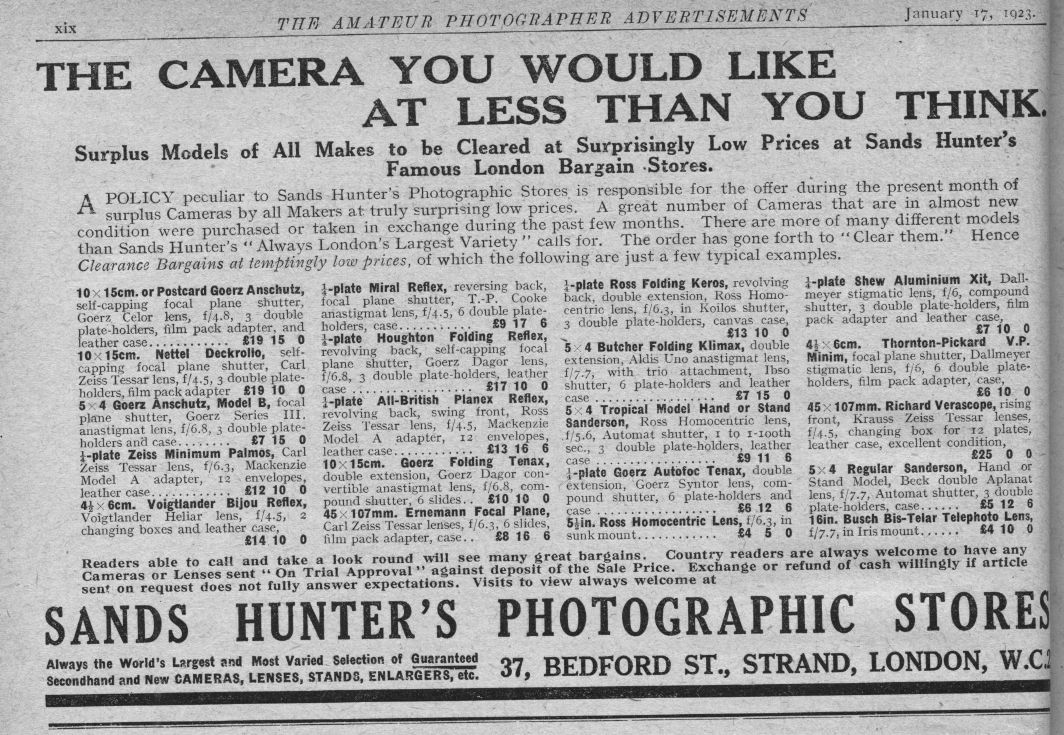 xix
THE AMATEUR PHOTOGRAPHER ADVERTISEMENTS
January 17, 1923.
THE CAMERA YOU WOULD LIKE
AT LESS THAN YOU THINK.
Surplus Models of All Makes to be Cleared at Surprisingly Low Prices at Sands Hunter's
Famous London Bargain Stores.
A POLICY peculiar to Sands Hunter's Photographic Stores is responsible for the offer during the present month of
surplus Cameras by all Makers at truly surprising low prices. A great number of Cameras that are in almost new
condition were purchased or taken in exchange during the past few months. There are more of many different models
than Sands Hunter's "Always London's Largest Variety" calls for. The order has gone forth to "Clear them." Hence
Clearance Bargains at temptingly low prices, of which the following are just a few typical examples.
10×15cm. or Postcard Goerz Anschutz,
self-capping focal plane shutter,
Goerz Celor lens, f/4.8, 3 double
plate-holders, film pack adapter, and
leather case............. £19 15 0
10×15cm. Nettel Deckrollo, self-
capping focal plane shutter, Carl
Zeiss Tessar lens, f/4.5, 3 double plate-
holders, film pack adapter £19 10 0
5×4 Goerz Anschutz, Model B, focal
plane shutter, Goerz Series III.
anastigmat lens, f/6.8, 3 double plate-
holders and case......... £7 15 0
¼-plate Zeiss Minimum Palmos, Carl
Zeiss Tessar lens, f/6.3, Mackenzie
Model A adapter, 12 envelopes,
leather case............. £12 10 0
4½×6cm. Voigtlander Bijou Reflex,
Voigtlander Heliar lens, f/4.5, 2
changing boxes and leather case,
£14 10 0
¼-plate Miral Reflex, reversing back,
focal plane shutter, T.-P. Cooke
anastigmat lens, f/4.5, 6 double plate-
holders, case........... £9 17 6
¼-plate Houghton Folding Reflex,
revolving back, self-capping focal
plane shutter, Goerz Dagor lens,
f/6.8, 3 double plate-holders, leather
case ................... £17 10 0
¼-plate All-British Planex Reflex,
revolving back, swing front, Ross
Zeiss Tessar lens, f/4.5, Mackenzie
Model A adapter, 12 envelopes,
leather case............. £13 16 6
10×15cm. Goerz Folding Tenax,
double extension, Goerz Dagor con-
vertible anastigmat lens, f/6.8, com-
pound shutter, 6 slides.. £10 10 0
45×107mm. Ernemann Focal Plane,
Carl Zeiss Tessar lenses, f/6.3, 6 slides,
film pack adapter, case.. £8 16 6
¼-plate Ross Folding Keros, revolving
back, double extension, Ross Homo-
centric lens, f/6.3, in Koilos shutter,
3 double plate-holders, canvas case,
£13 10 0
5×4 Butcher Folding Klimax, double
extension, Aldis Uno anastigmat lens,
f/7.7, with trio attachment, Ibso
shutter, 6 plate-holders and leather
case .................... £7 15 0
5×4 Tropical Model Hand or Stand
Sanderson, Ross Homocentric lens,
f/5.6, Automat shutter, 1 to 1-100th
sec., 3 double plate-holders, leather
case .................... £9 11 6
¼-plate Goerz Autofoc Tenax, double
extension, Goerz Syntor lens, com-
pound shutter, 6 plate-holders and
case .................... £6 12 6
5½in. Ross Homocentric Lens, f/6.3, in
sunk mount............. £4 5 0
¼-plate Shew Aluminium Xit, Dall-
meyer stigmatic lens, f/6, compound
shutter, 3 double plate-holders, film
pack adapter and leather case,
£7 10 0
4½×6cm. Thornton-Pickard V.P.
Minim, focal plane shutter, Dallmeyer
stigmatic lens, f/6, 6 double plate-
holders, film pack adapter, case,
£6 10 0
45×107mm. Richard Verascope, rising
front, Krauss Zeiss Tessar lenses,
f/4.5, changing box for 12 plates,
leather case, excellent condition,
£25 0 0
5×4 Regular Sanderson, Hand or
Stand Model, Beck double Aplanat
lens, f/7.7, Automat shutter, 3 double
plate-holders, case...... £5 12 6
16in. Busch Bis-Telar Telephoto Lens,
f/7.7, in Iris mount...... £4 10 0
Readers able to call and take a look round will see many great bargains. Country readers are always welcome to have any
Cameras or Lenses sent "On Trial Approval" against deposit of the Sale Price. Exchange or refund of cash willingly if article
sent on request does not fully answer expectations. Visits to view always welcome at
SANDS HUNTER'S PHOTOGRAPHIC STORES
Always the World's Largest and Most Varied Selection of Guaranteed
Secondhand and New CAMERAS, LENSES, STANDS, ENLARGERS, etc.
37, BEDFORD ST., STRAND, LONDON, W.C.2